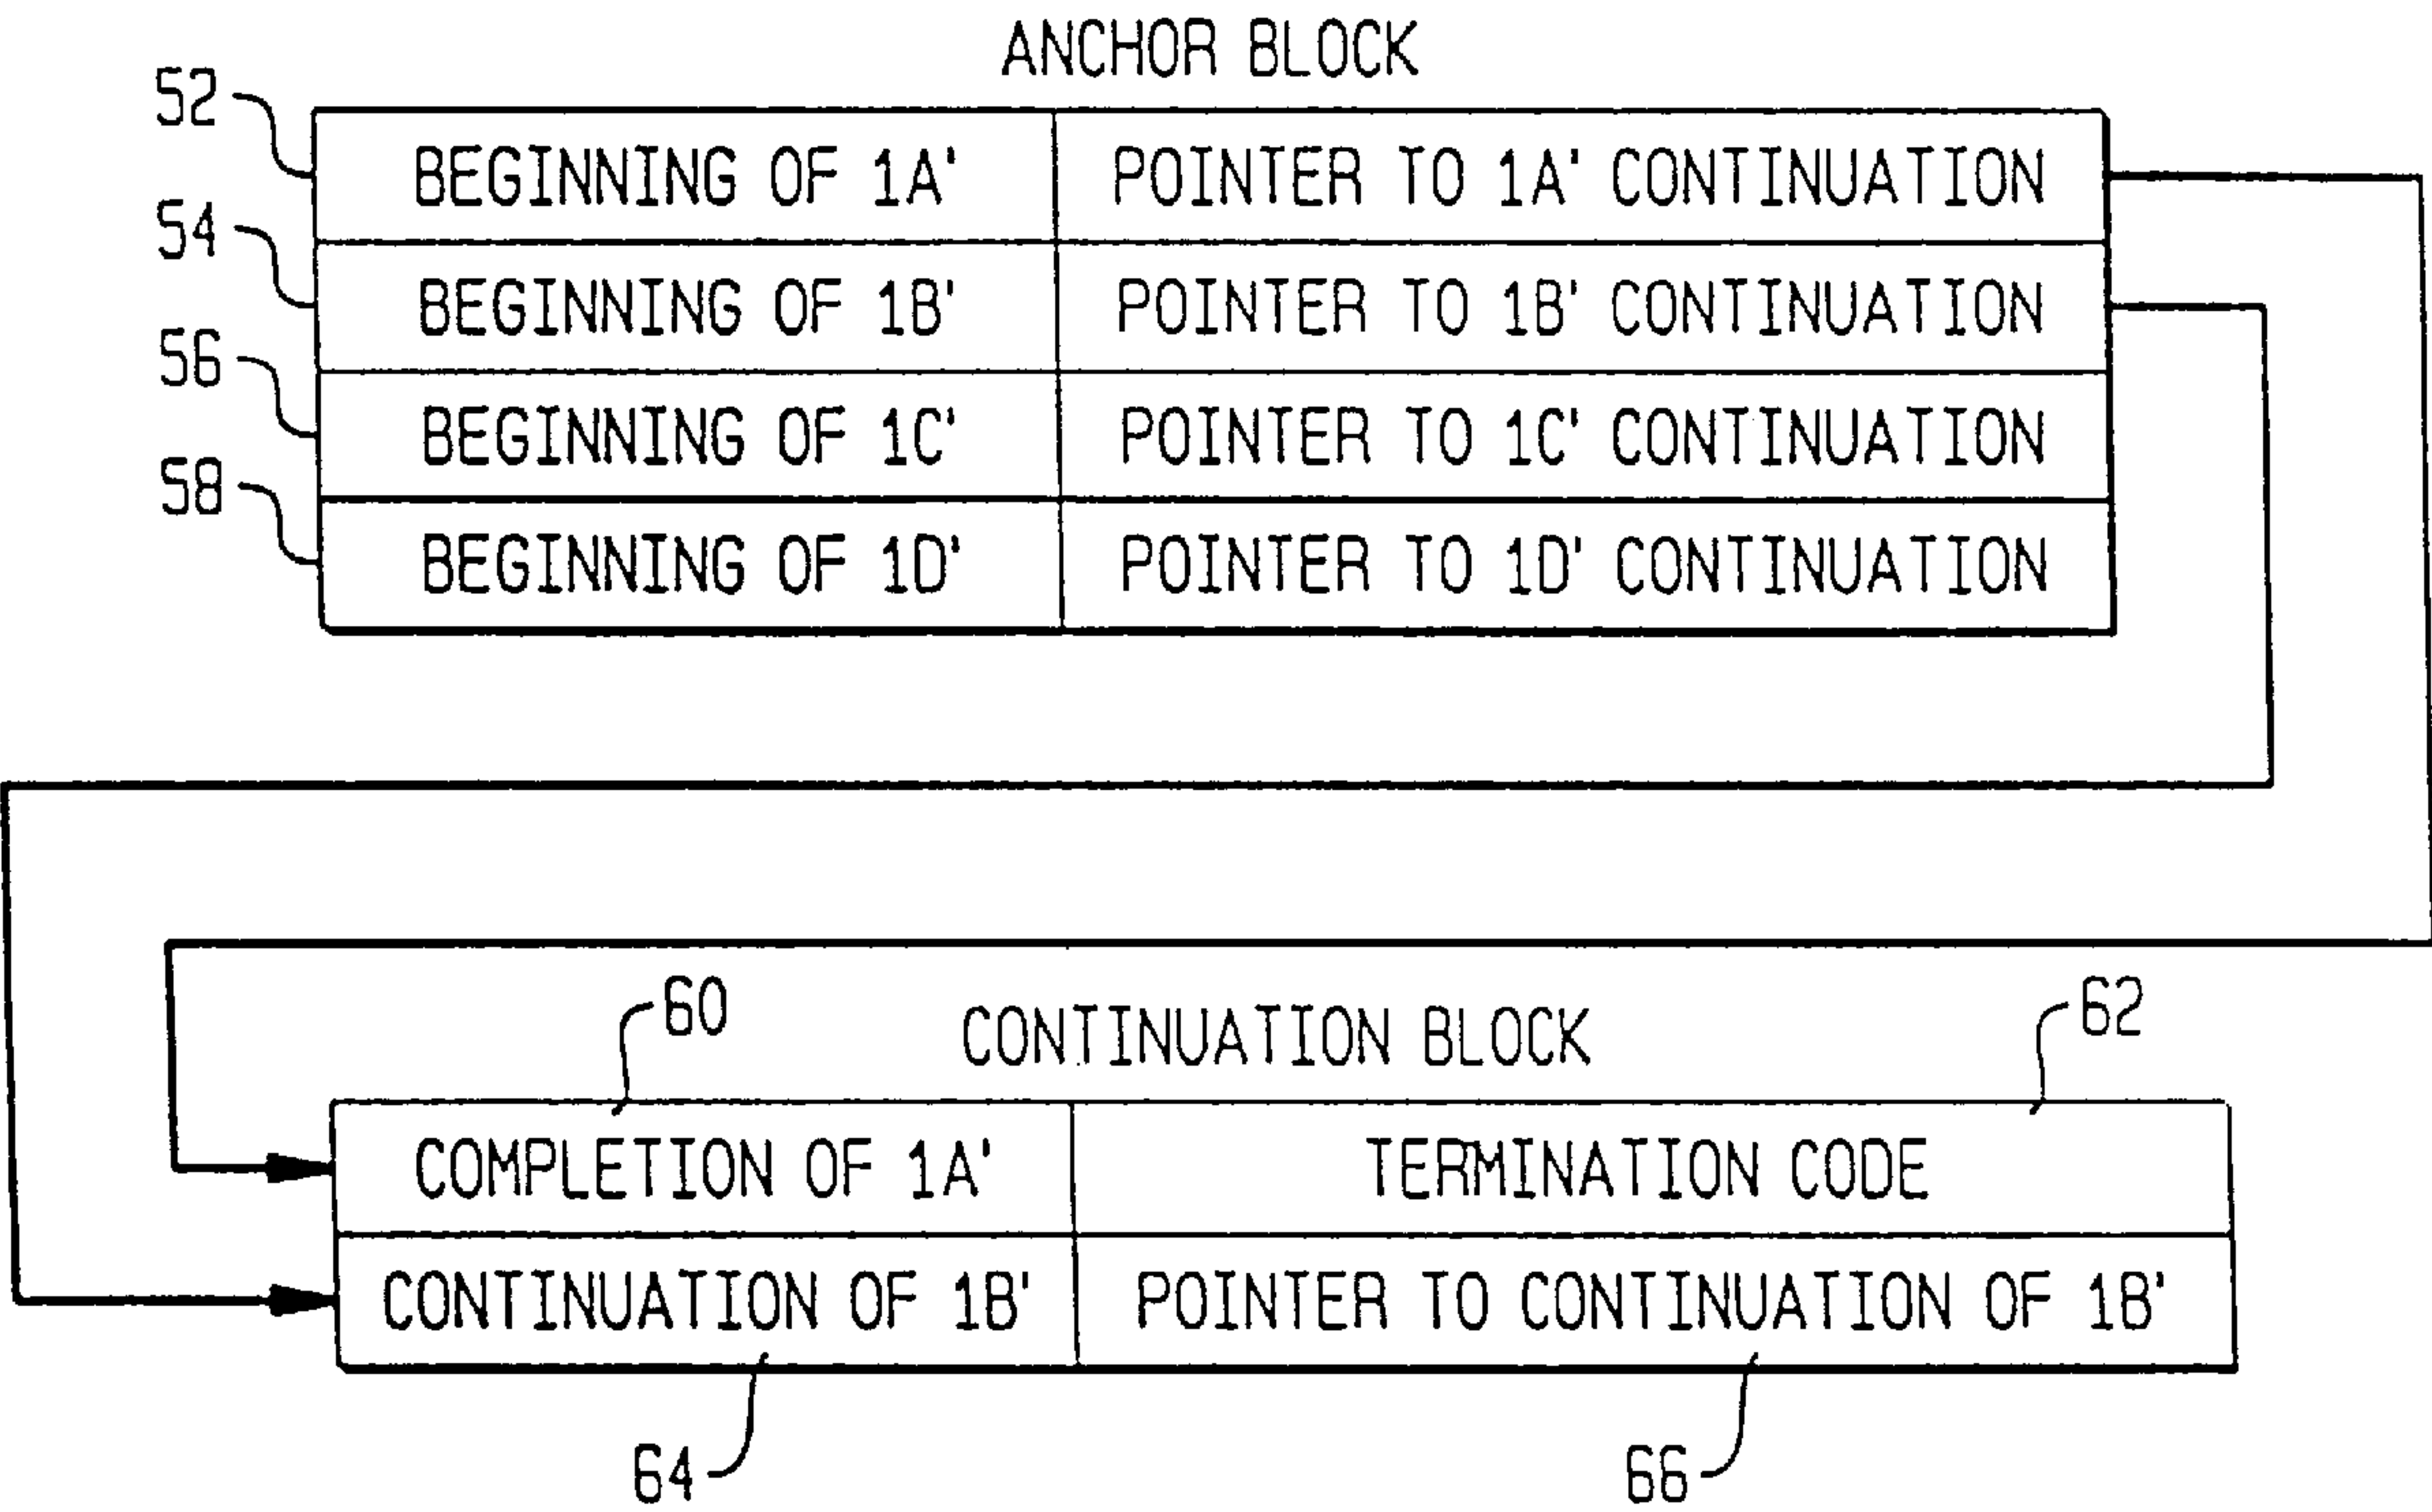 ANCHOR BLOCK
52
BEGINNING OF 1A' POINTER TO 1A' CONTINUATION
54
BEGINNING OF 1B' POINTER TO 1B' CONTINUATION
56
BEGINNING OF 1C' POINTER TO 1C' CONTINUATION
58
BEGINNING OF 1D' POINTER TO 1D' CONTINUATION
60
CONTINUATION BLOCK
62
COMPLETION OF 1A' TERMINATION CODE
CONTINUATION OF 1B' POINTER TO CONTINUATION OF 1B'
64
66